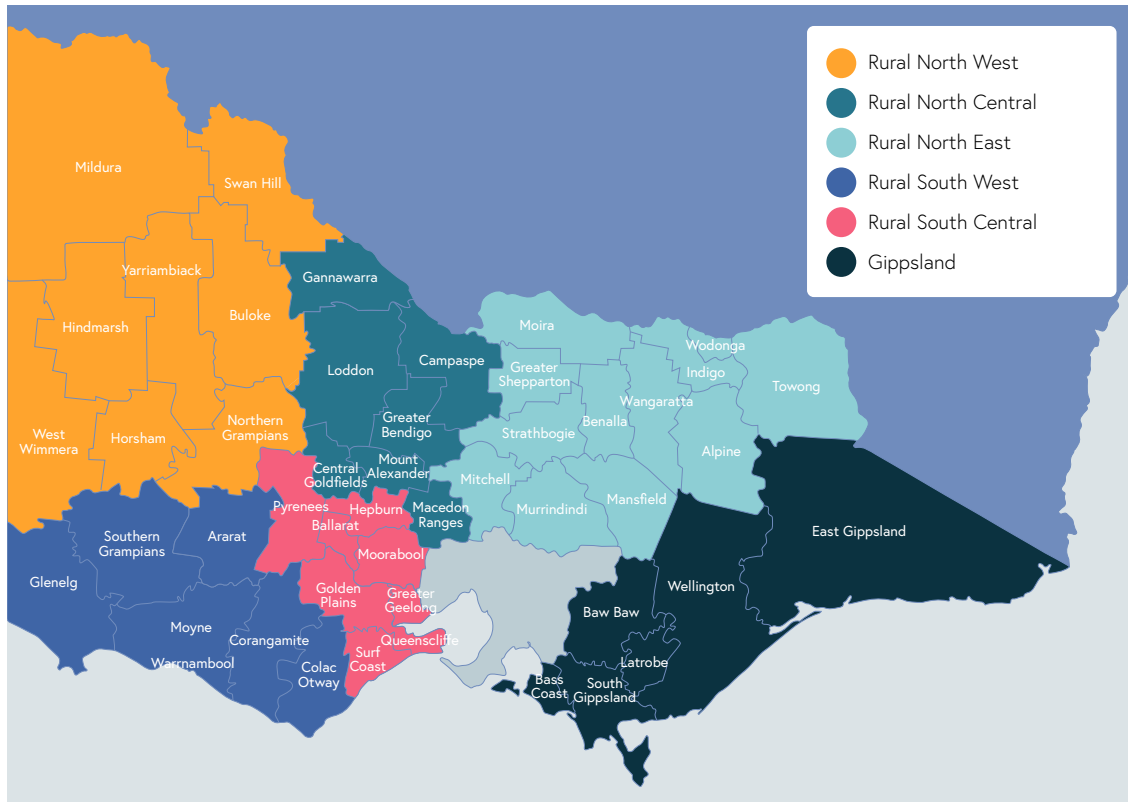 Rural North West
Rural North Central
Rural North East
Rural South West
Rural South Central
Gippsland
Mildura
Swan Hill
Yarriambiack
Gannawarra
Hindmarsh
Buloke
Moira
Wodonga
Campaspe
Loddon
Greater
Shepparton
Indigo
Towong
Wangaratta
Northern
Grampians
Greater
Bendigo
Benalla
Strathbogie
West
Wimmera
Horsham
Alpine
Central
Goldfields
Mount
Alexander
Mitchell
Mansfield
Pyrenees
Hepburn
Macedon
Ranges
Murrindindi
Ballarat
Southern
Grampians
Ararat
East Gippsland
Moorabool
Glenelg
Golden
Plains
Greater
Geelong
Wellington
Baw Baw
Moyne
Corangamite
Queenscliffe
Warrnambool
Surf
Coast
Latrobe
Colac
Otway
Bass
Coast
South
Gippsland